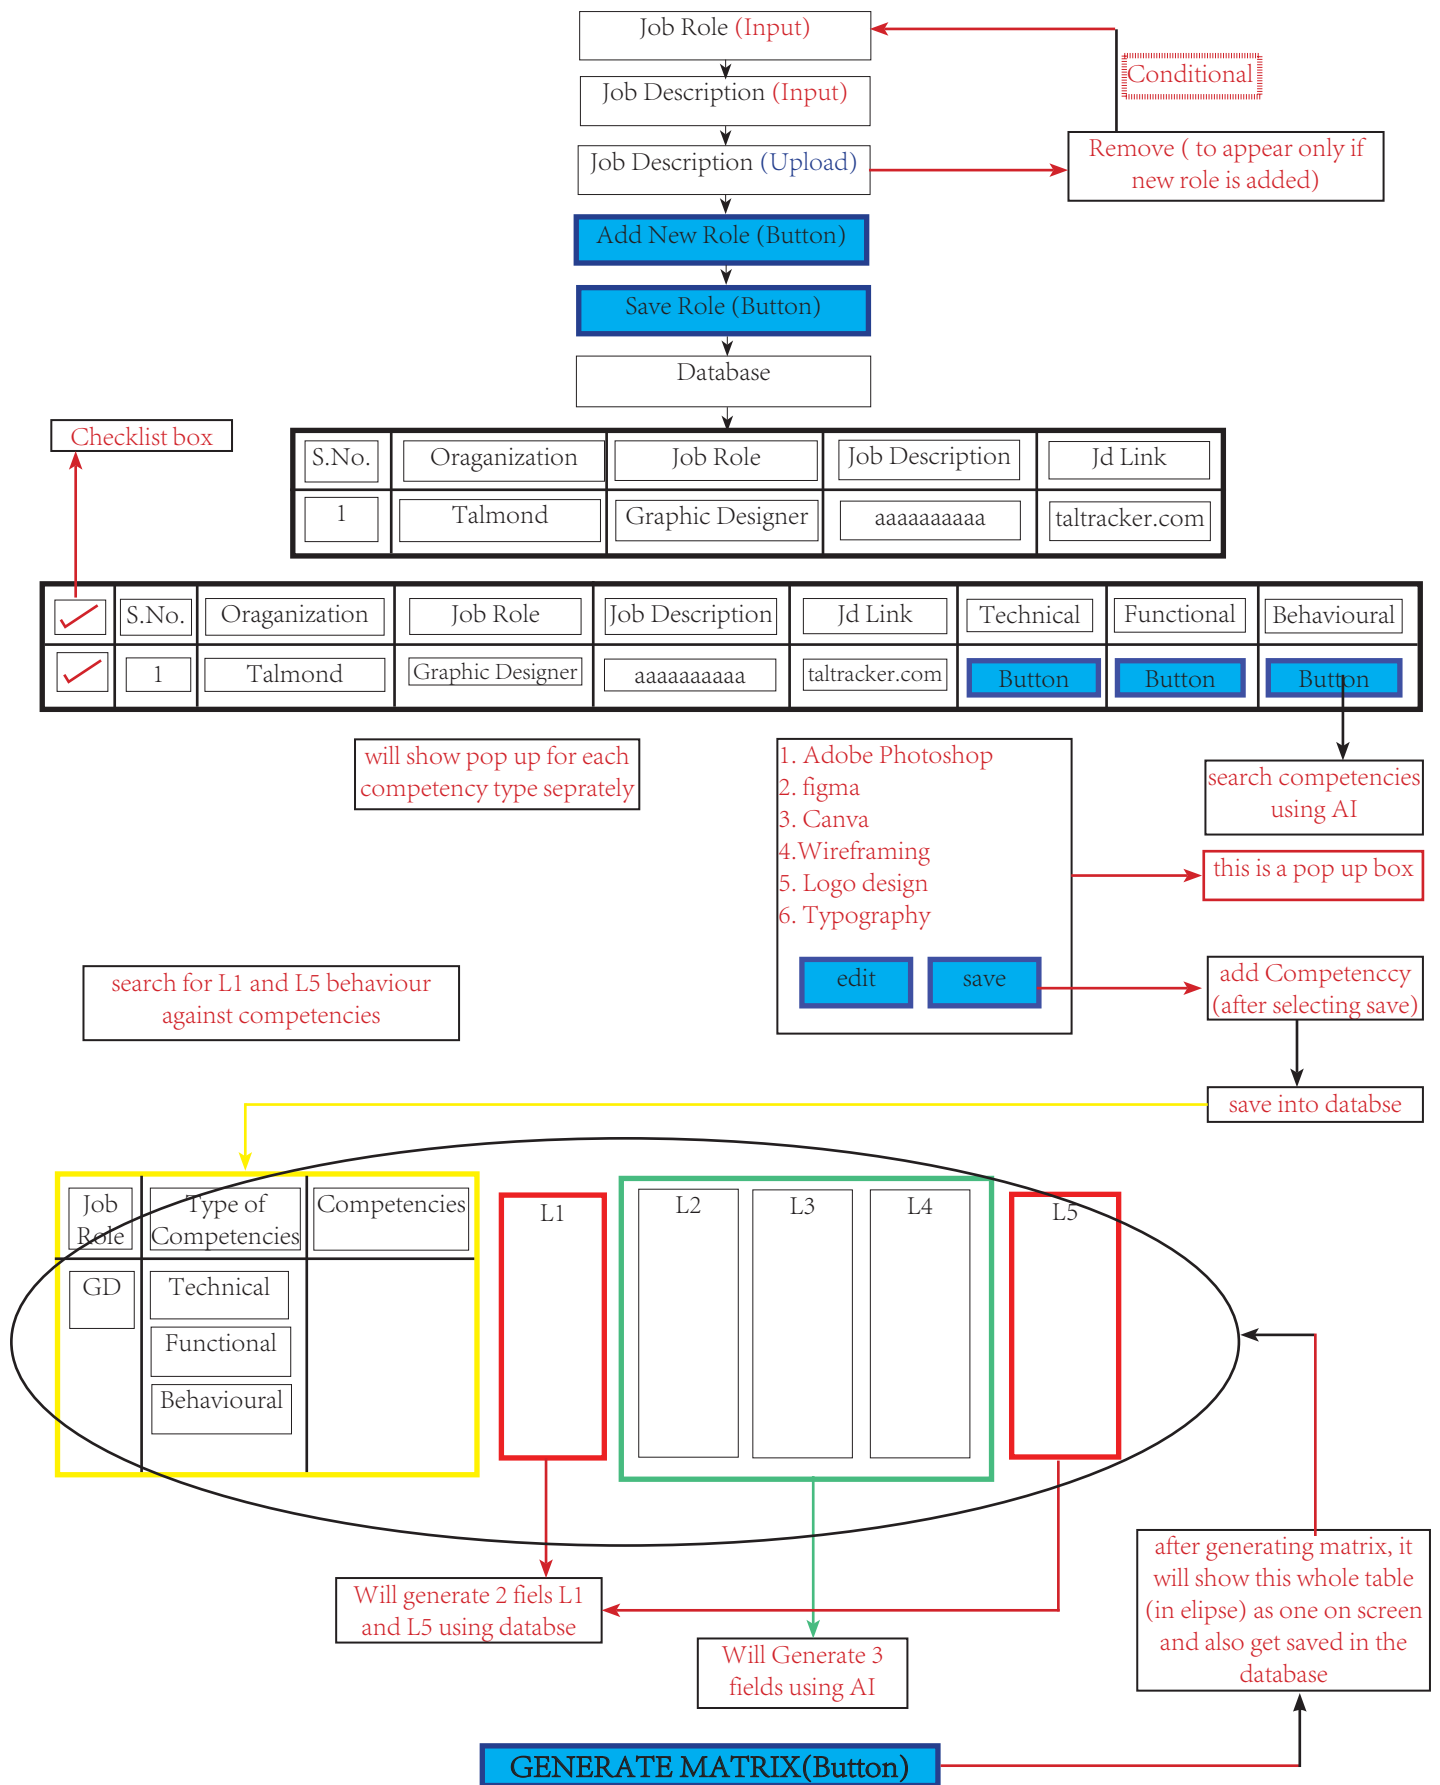 Job Role (Input)
Conditional
Job Description (Input)
Job Description (Upload)
Remove ( to appear only if
new role is added)
Add New Role (Button)
Save Role (Button)
Database
Checklist box
S.No. Oraganization Job Role Job Description Jd Link
1 Talmond Graphic Designer aaaaaaaaaa taltracker.com
S.No. Oraganization Job Role Job Description Jd Link Technical Functional Behavioural
1 Talmond Graphic Designer aaaaaaaaaa taltracker.com Button Button Button
will show pop up for each
competency type seprately
1. Adobe Photoshop
2. figma
3. Canva
4.Wireframing
5. Logo design
6. Typography
edit save
search competencies
using AI
this is a pop up box
search for L1 and L5 behaviour
against competencies
add Competenccy
(after selecting save)
save into databse
Job
Role
Type of
Competencies
Competencies
L1 L2 L3 L4 L5
GD Technical
Functional
Behavioural
Will generate 2 fiels L1
and L5 using databse
Will Generate 3
fields using AI
after generating matrix, it
will show this whole table
(in elipse) as one on screen
and also get saved in the
database
GENERATE MATRIX(Button)